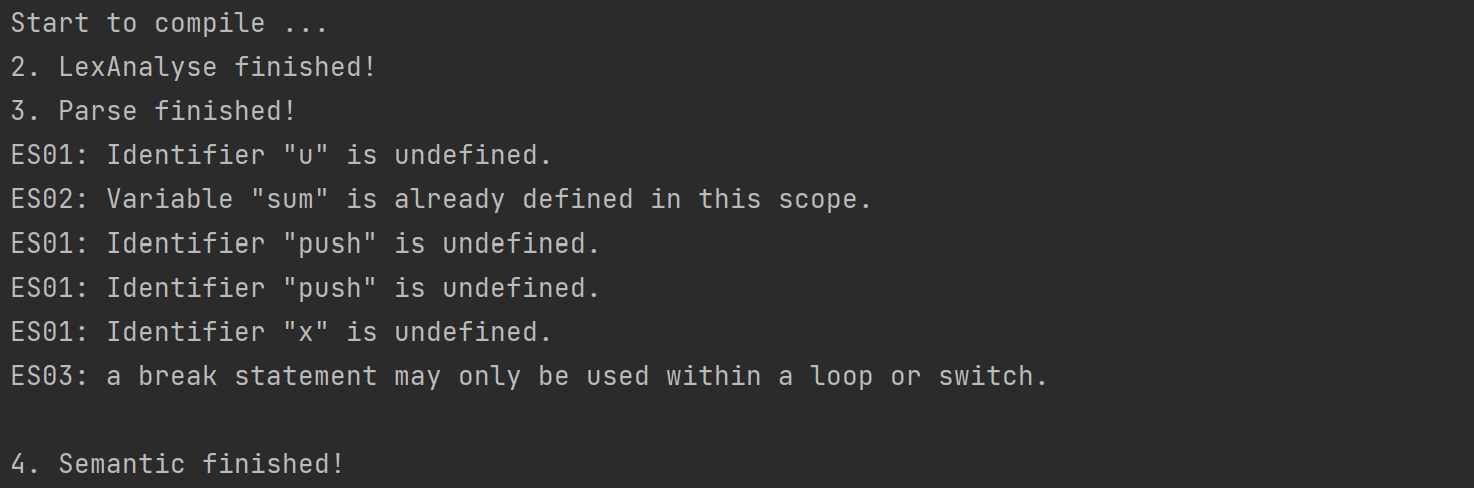 Start to compile ...
2. LexAnalyse finished!
3. Parse finished!
ES01: Identifier "u" is undefined.
ES02: Variable "sum" is already defined in this scope.
ES01: Identifier "push" is undefined.
ES01: Identifier "push" is undefined.
ES01: Identifier "x" is undefined.
ES03: a break statement may only be used within a loop or switch.
4. Semantic finished!